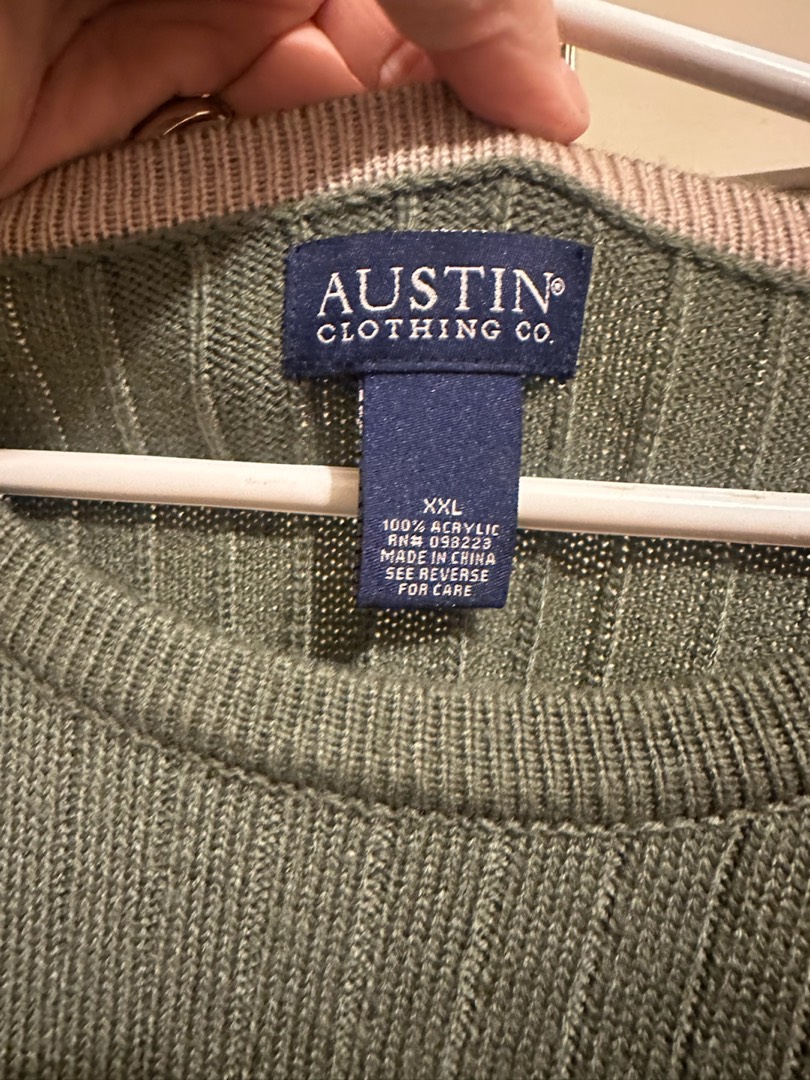 AUSTIN®
CLOTHING CO.
XXL
100% ACRYLIC
RN# 098223
MADE IN CHINA
SEE REVERSE
FOR CARE